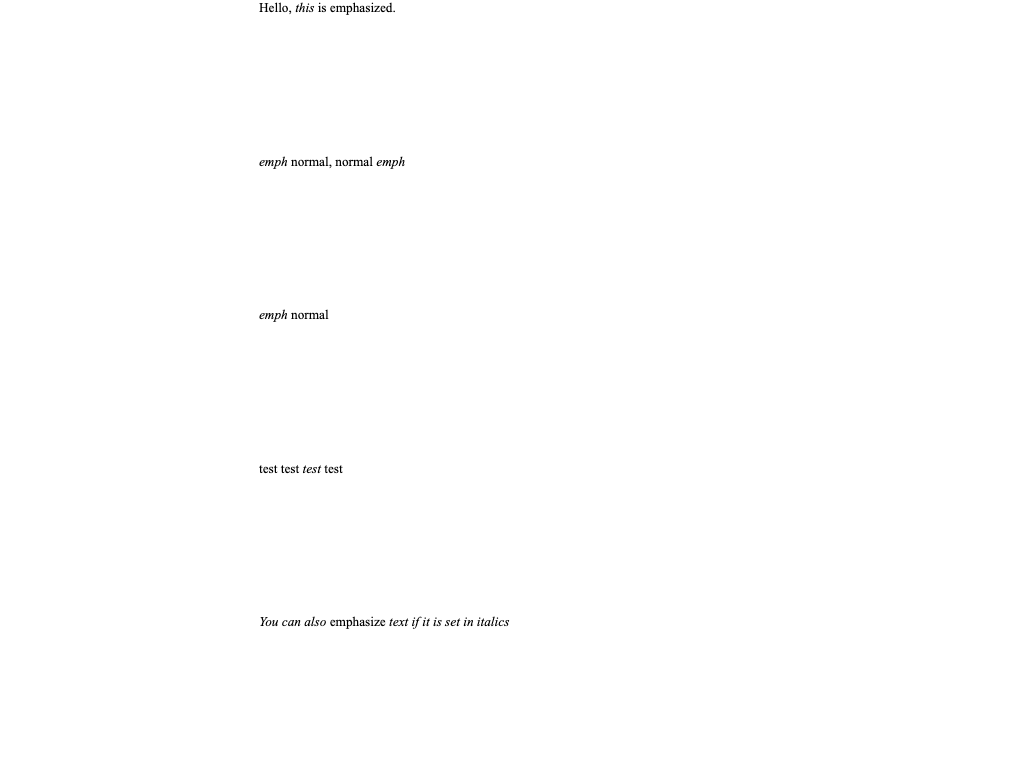 Hello, this is emphasized.
emph normal, normal emph
emph normal
test test test test
You can also emphasize text if it is set in italics